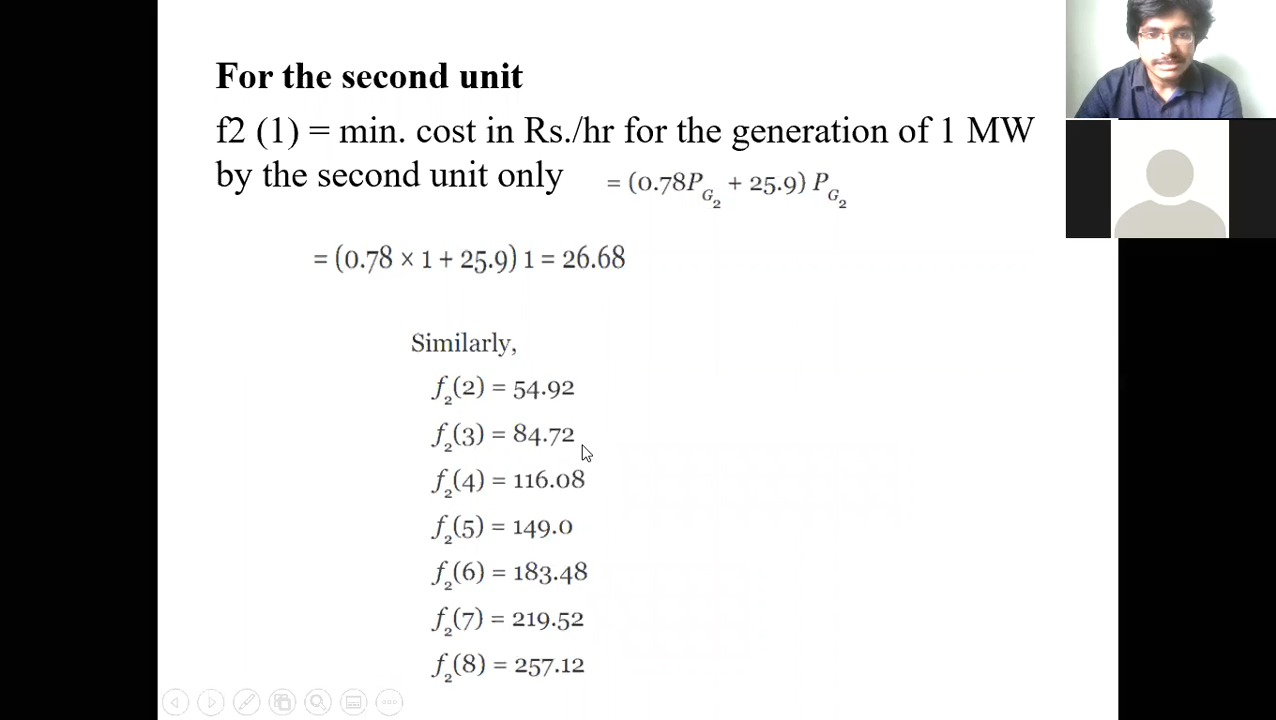 For the second unit
f2 (1) = min. cost in Rs./hr for the generation of 1 MW
by the second unit only = (0.78P_{G_2} + 25.9) P_{G_2}
= (0.78 × 1 + 25.9) 1 = 26.68
Similarly,
f_2(2) = 54.92
f_2(3) = 84.72
f_2(4) = 116.08
f_2(5) = 149.0
f_2(6) = 183.48
f_2(7) = 219.52
f_2(8) = 257.12